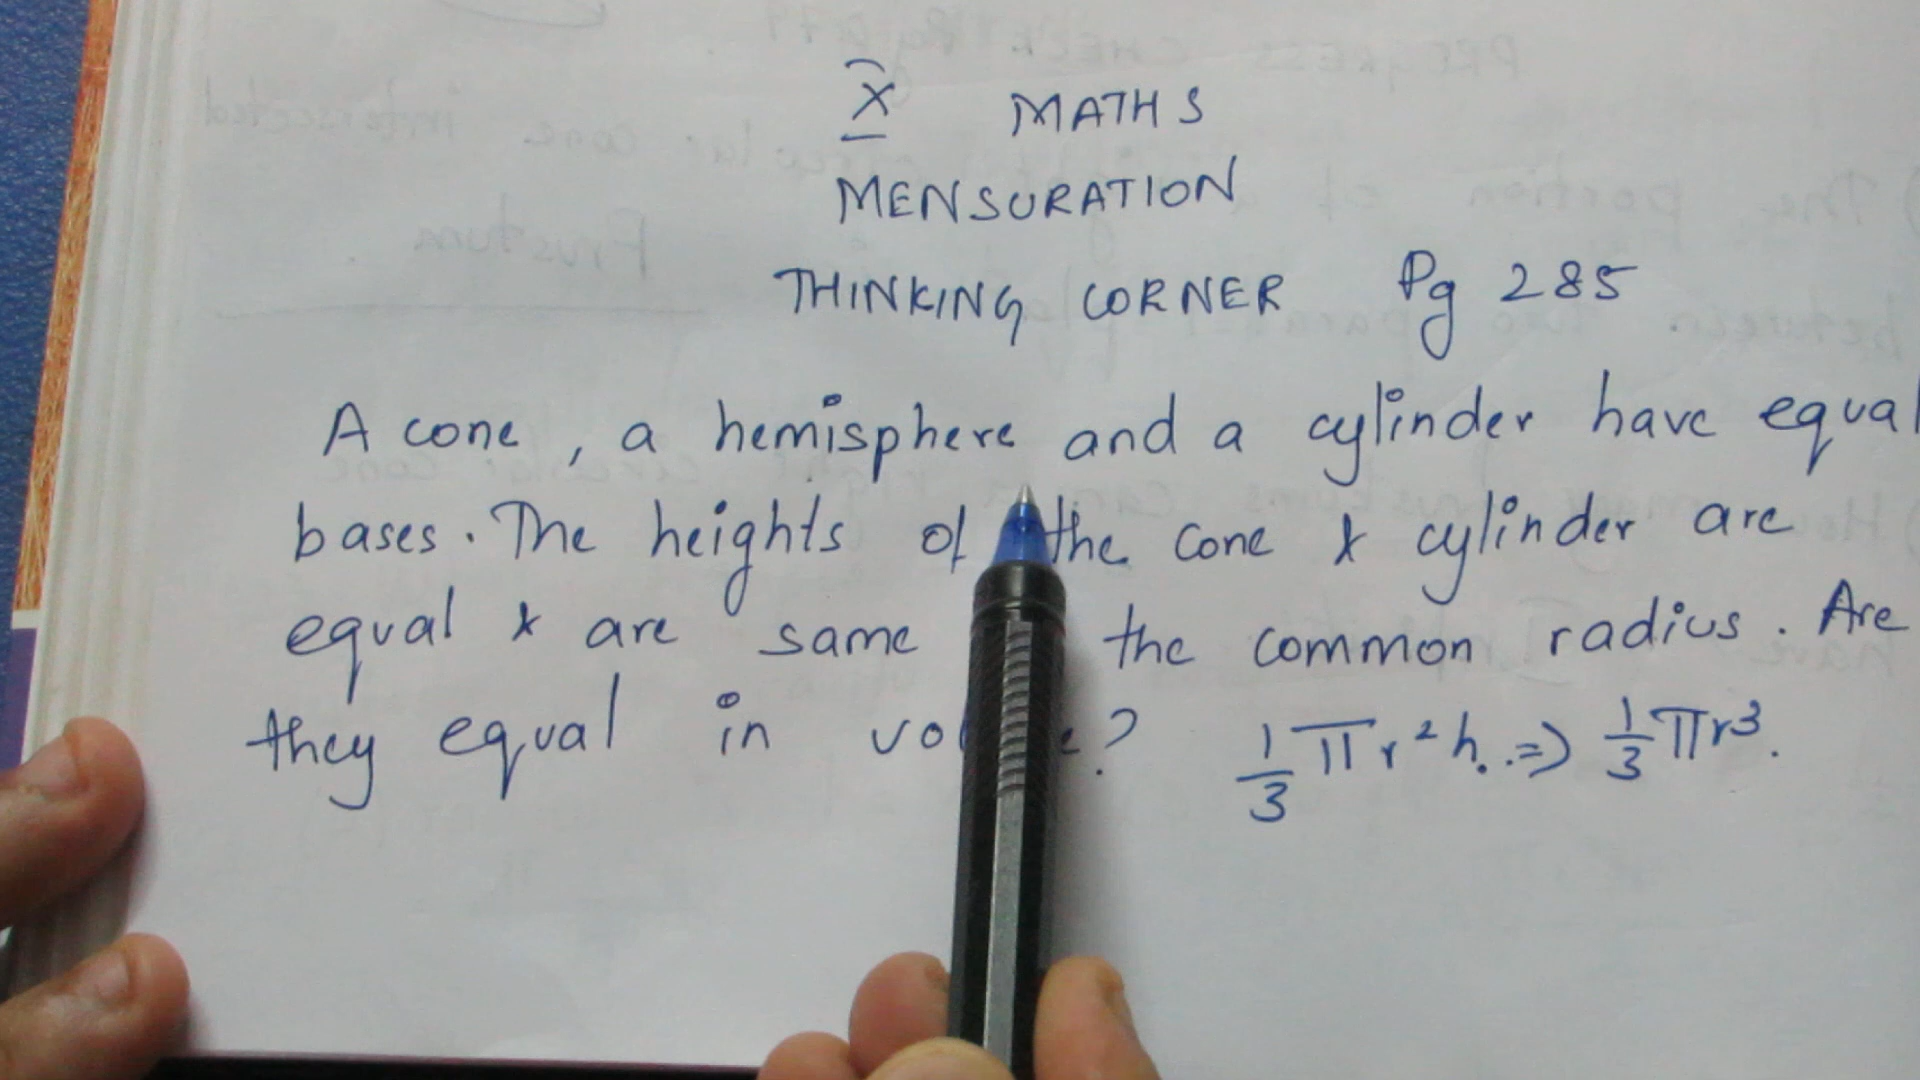 X MATHS
MENSURATION
THINKING CORNER Pg 285
A cone, a hemisphere and a cylinder have equal
bases. The heights of the cone & cylinder are
equal & are same the common radius. Are
they equal in ? 1/3 πr²h. => 1/3 πr³.